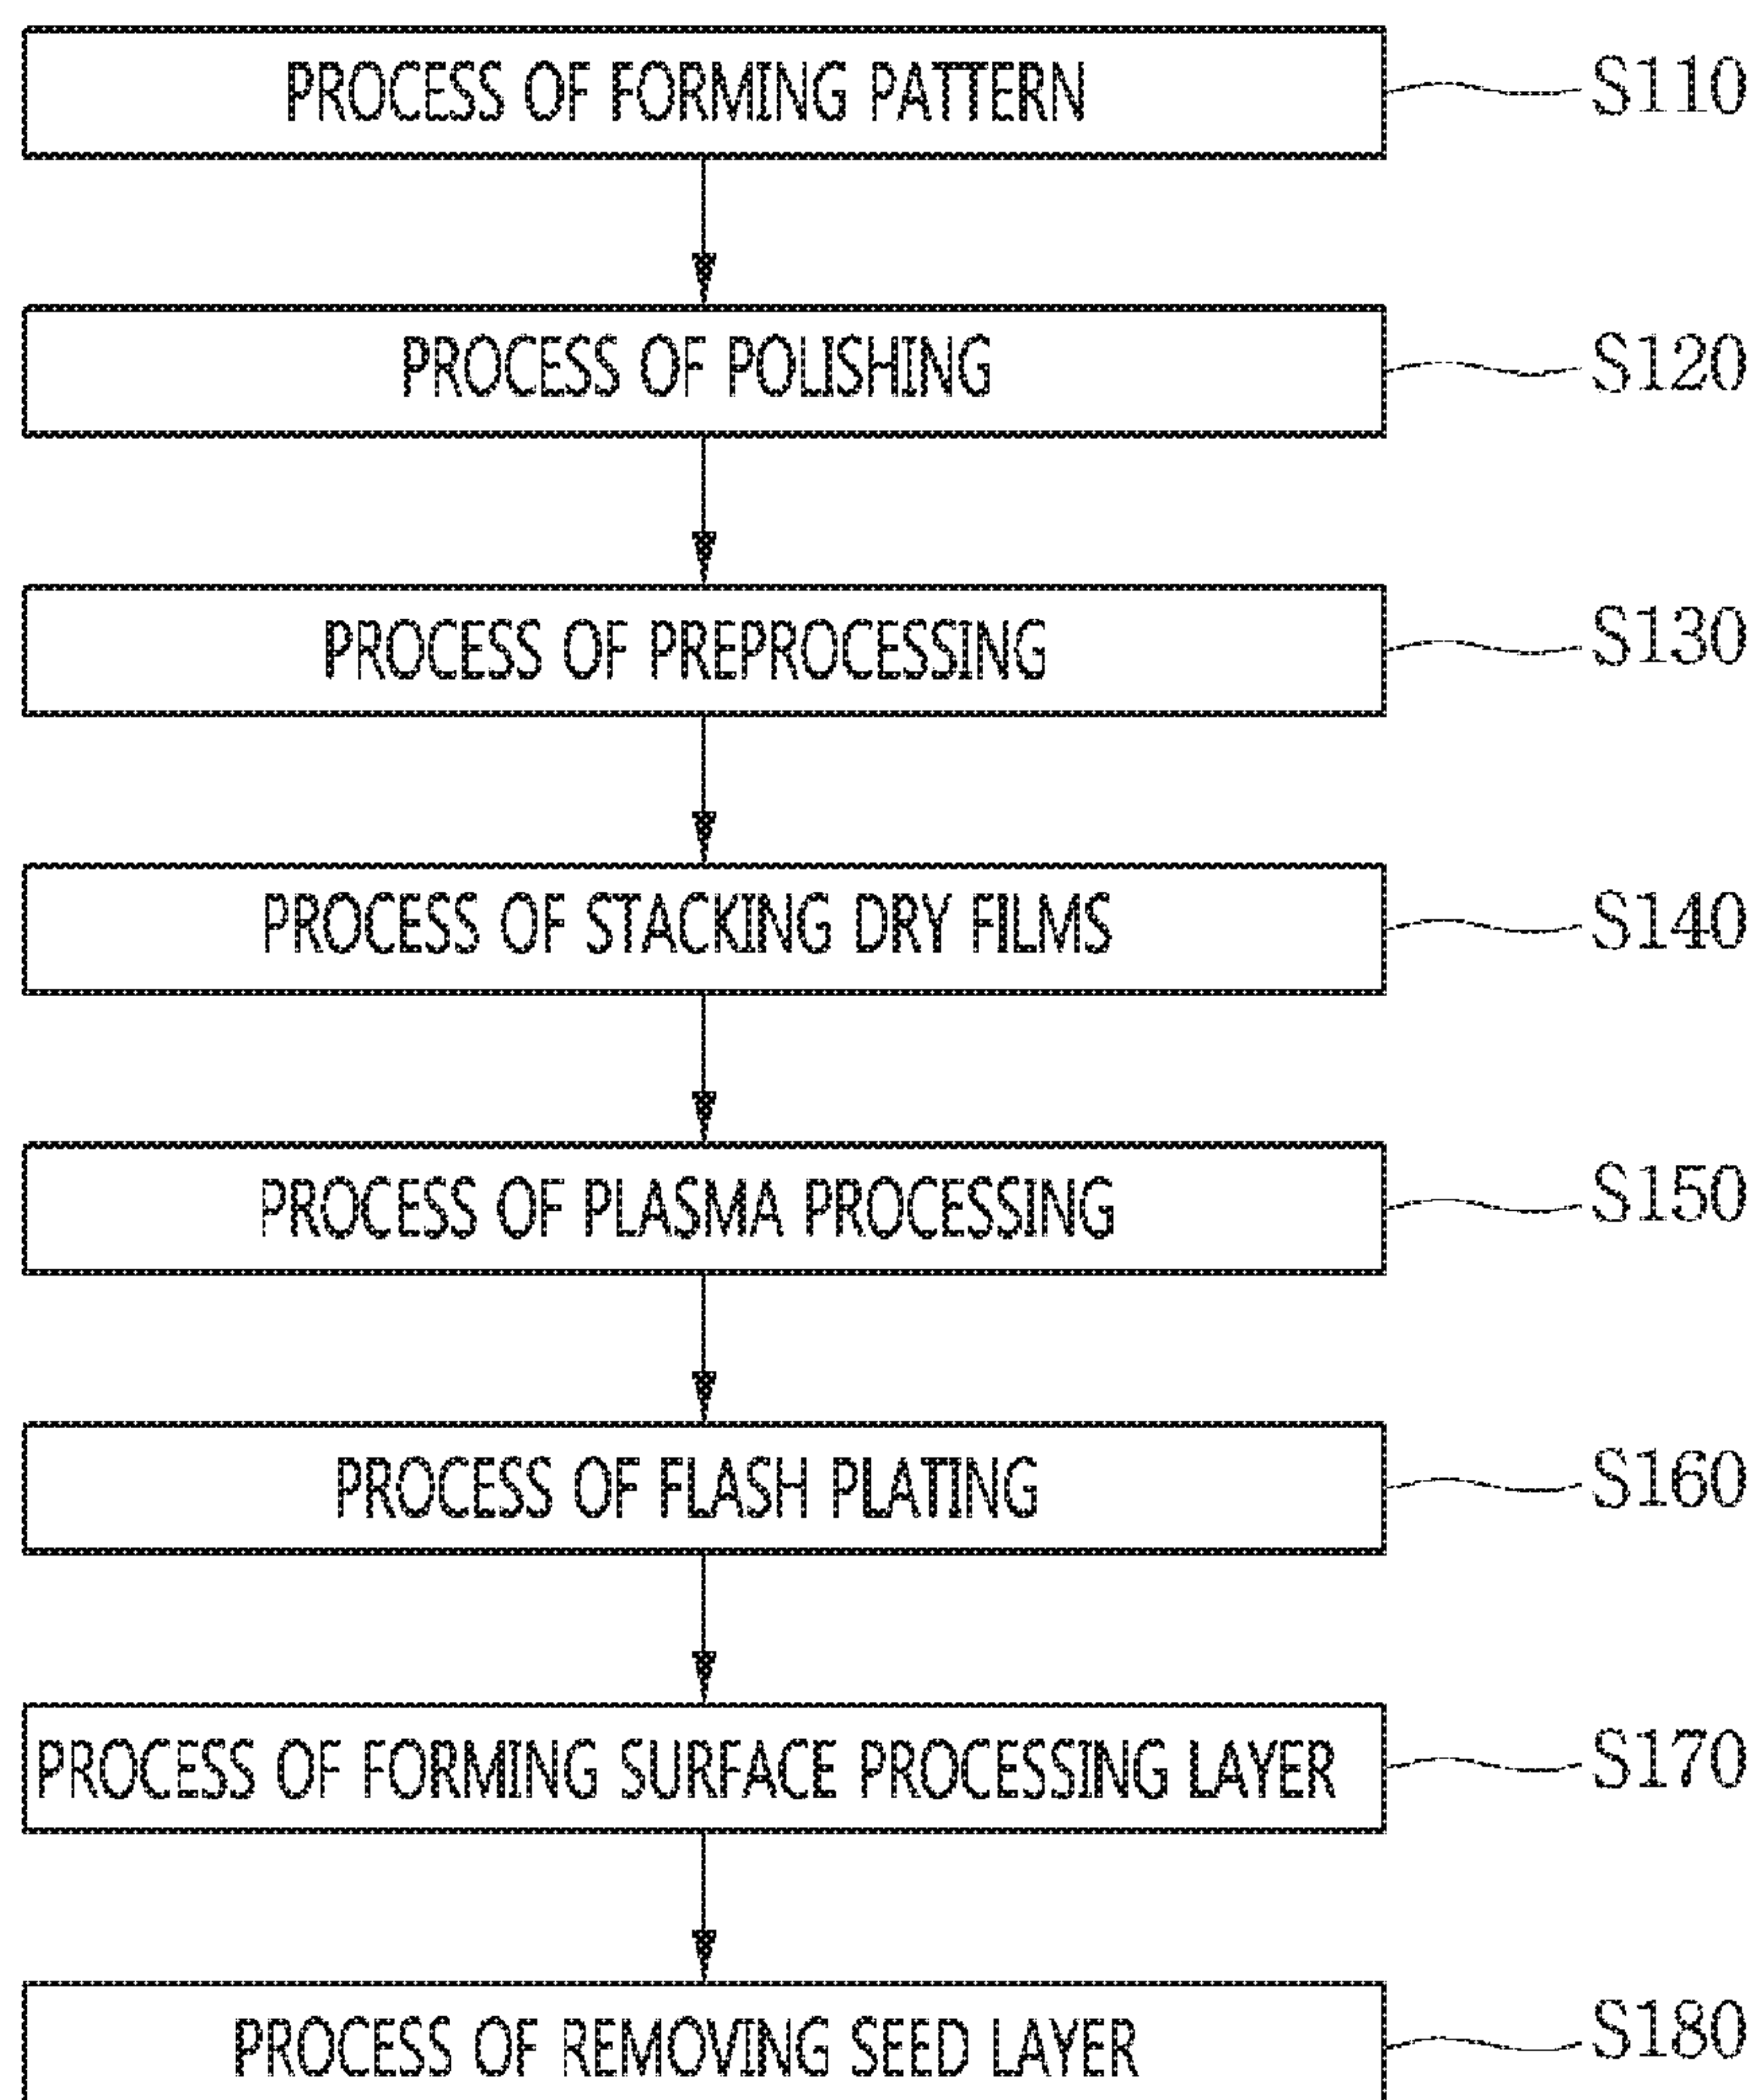 PROCESS OF FORMING PATTERN S110
PROCESS OF POLISHING S120
PROCESS OF PREPROCESSING S130
PROCESS OF STACKING DRY FILMS S140
PROCESS OF PLASMA PROCESSING S150
PROCESS OF FLASH PLATING S160
PROCESS OF FORMING SURFACE PROCESSING LAYER S170
PROCESS OF REMOVING SEED LAYER S180